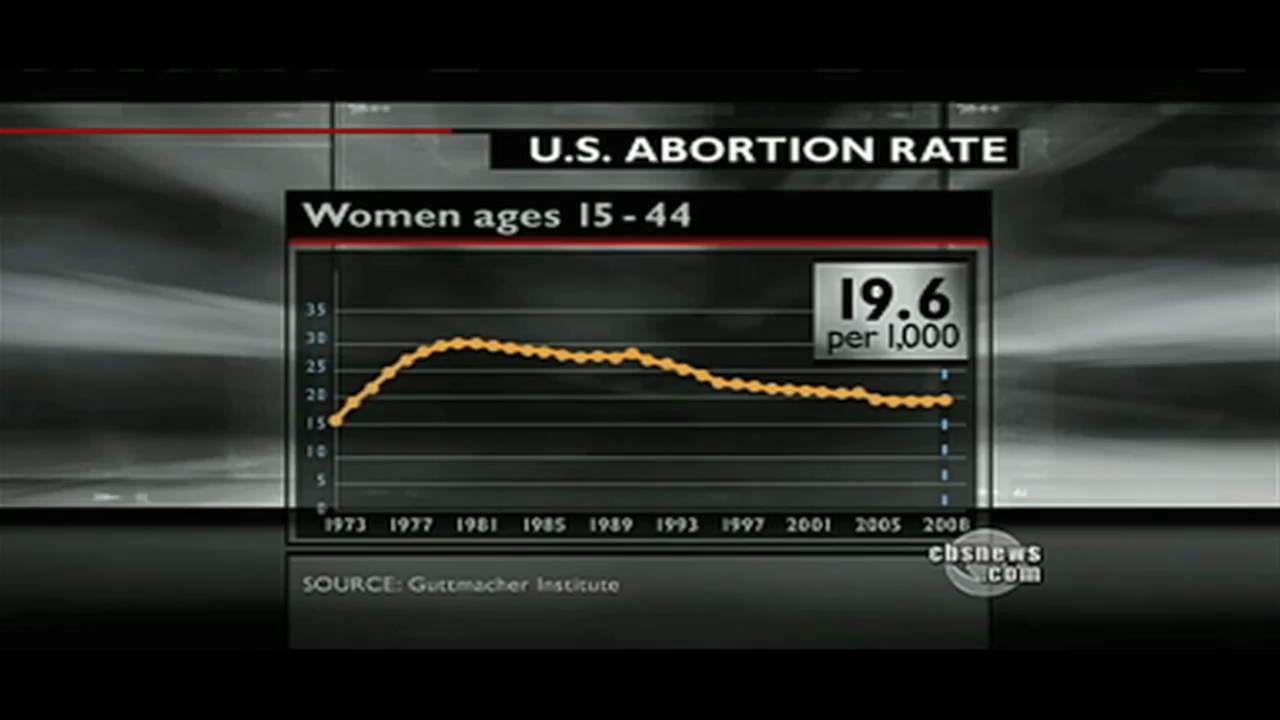 U.S. ABORTION RATE
Women ages 15 - 44
19.6
per 1,000
35
30
25
20
15
10
5
0
1973 1977 1981 1985 1989 1993 1997 2001 2005 2008
cbsnews
.com
SOURCE: Guttmacher Institute